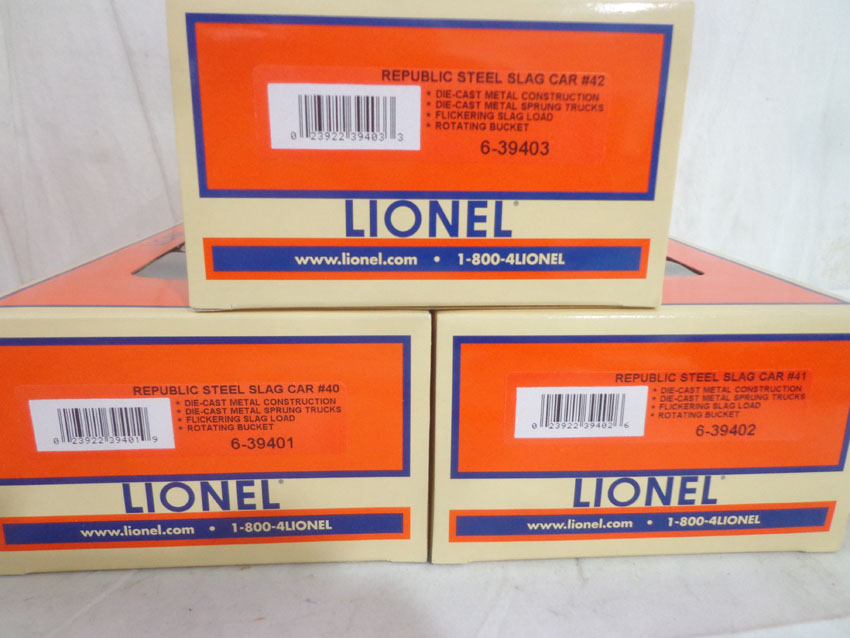 REPUBLIC STEEL SLAG CAR #42
• DIE-CAST METAL CONSTRUCTION
• DIE-CAST METAL SPRUNG TRUCKS
• FLICKERING SLAG LOAD
• ROTATING BUCKET
0 23922 39403 3
6-39403
LIONEL®
www.lionel.com • 1-800-4LIONEL
REPUBLIC STEEL SLAG CAR #40
• DIE-CAST METAL CONSTRUCTION
• DIE-CAST METAL SPRUNG TRUCKS
• FLICKERING SLAG LOAD
• ROTATING BUCKET
0 23922 39401 9
6-39401
LIONEL®
www.lionel.com • 1-800-4LIONEL
REPUBLIC STEEL SLAG CAR #41
• DIE-CAST METAL CONSTRUCTION
• DIE-CAST METAL SPRUNG TRUCKS
• FLICKERING SLAG LOAD
• ROTATING BUCKET
0 23922 39402 6
6-39402
LIONEL®
www.lionel.com • 1-800-4LIONEL